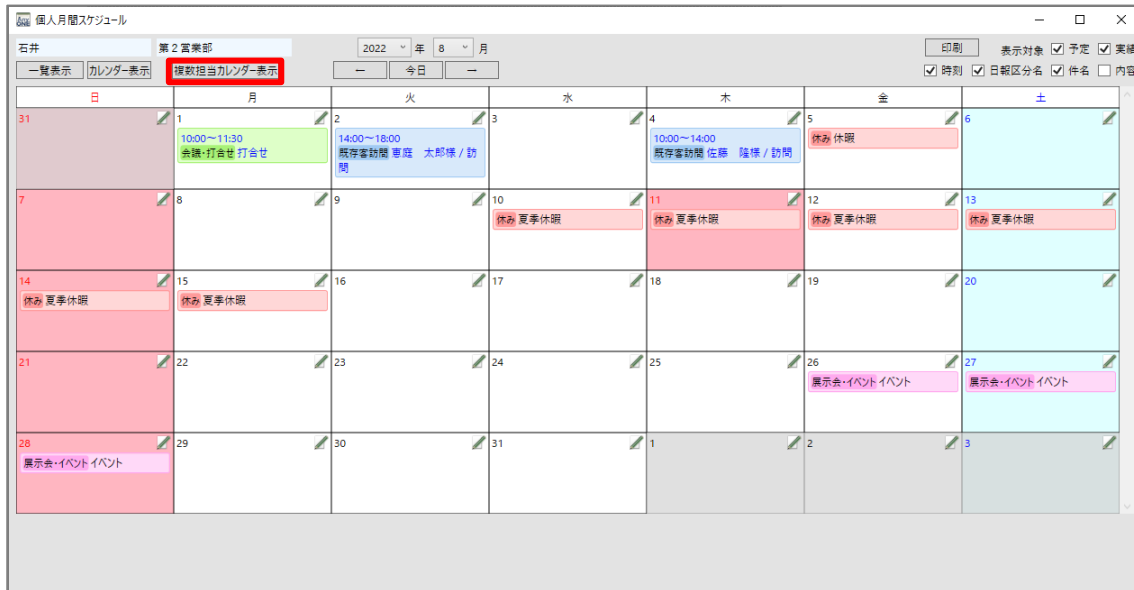 個人月間スケジュール
石井 第2営業部 2022 年 8 月 印刷 表示対象 予定 実績
一覧表示 カレンダー表示 複数担当カレンダー表示 ← 今日 → 時刻 日報区分名 件名 内容
日 月 火 水 木 金 土
31 1 2 3 4 5 6
10:00～11:30
会議・打合せ 打合せ
14:00～18:00
既存客訪問 恵庭 太郎様 / 訪
問
10:00～14:00
既存客訪問 佐藤 隆様 / 訪問
休み 休暇
7 8 9 10 11 12 13
休み 夏季休暇 休み 夏季休暇 休み 夏季休暇 休み 夏季休暇
14 15 16 17 18 19 20
休み 夏季休暇 休み 夏季休暇
21 22 23 24 25 26 27
展示会・イベント イベント 展示会・イベント イベント
28 29 30 31 1 2 3
展示会・イベント イベント